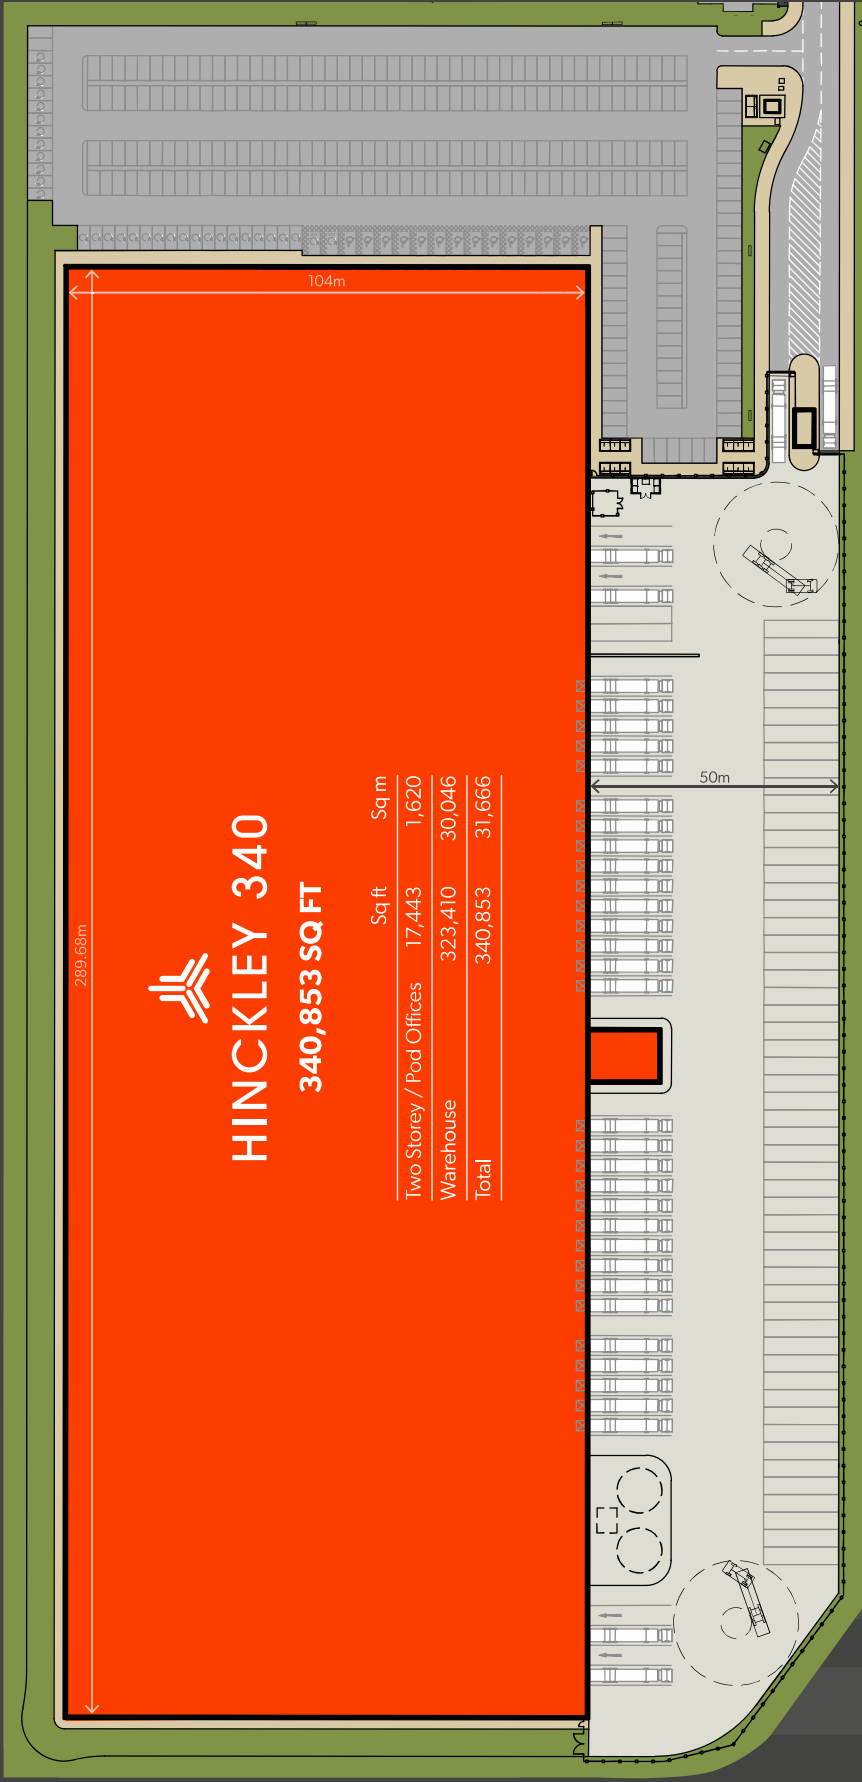 104m
50m
289.68m
HINCKLEY 340
340,853 SQ FT
Sq ft Sq m
Two Storey / Pod Offices 17,443 1,620
Warehouse 323,410 30,046
Total 340,853 31,666